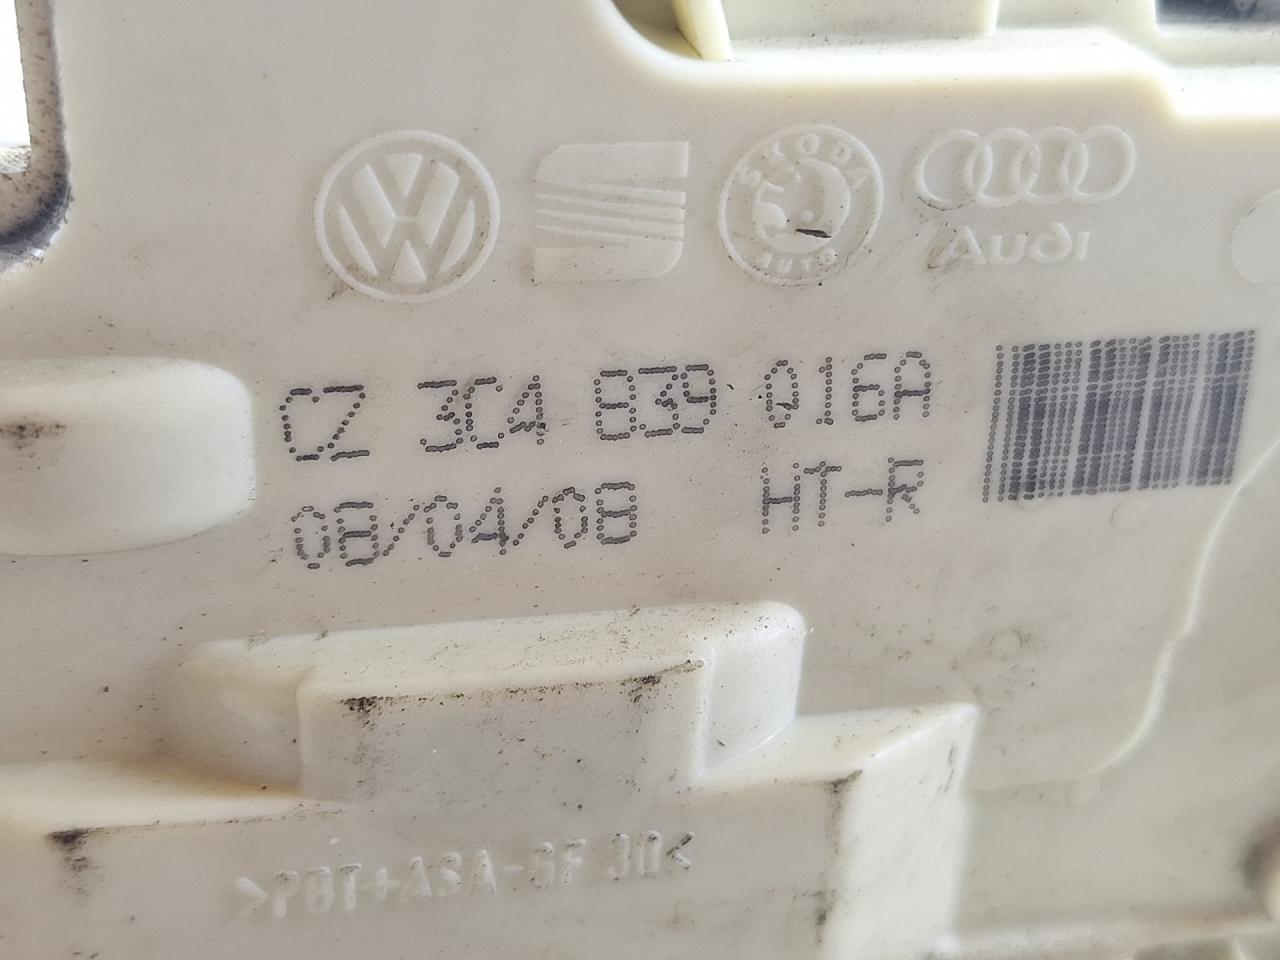 SKODA
AUTO
Audi
CZ 3C4 839 016A
08/04/08 HT-R
>PBT+ASA-GF 30<